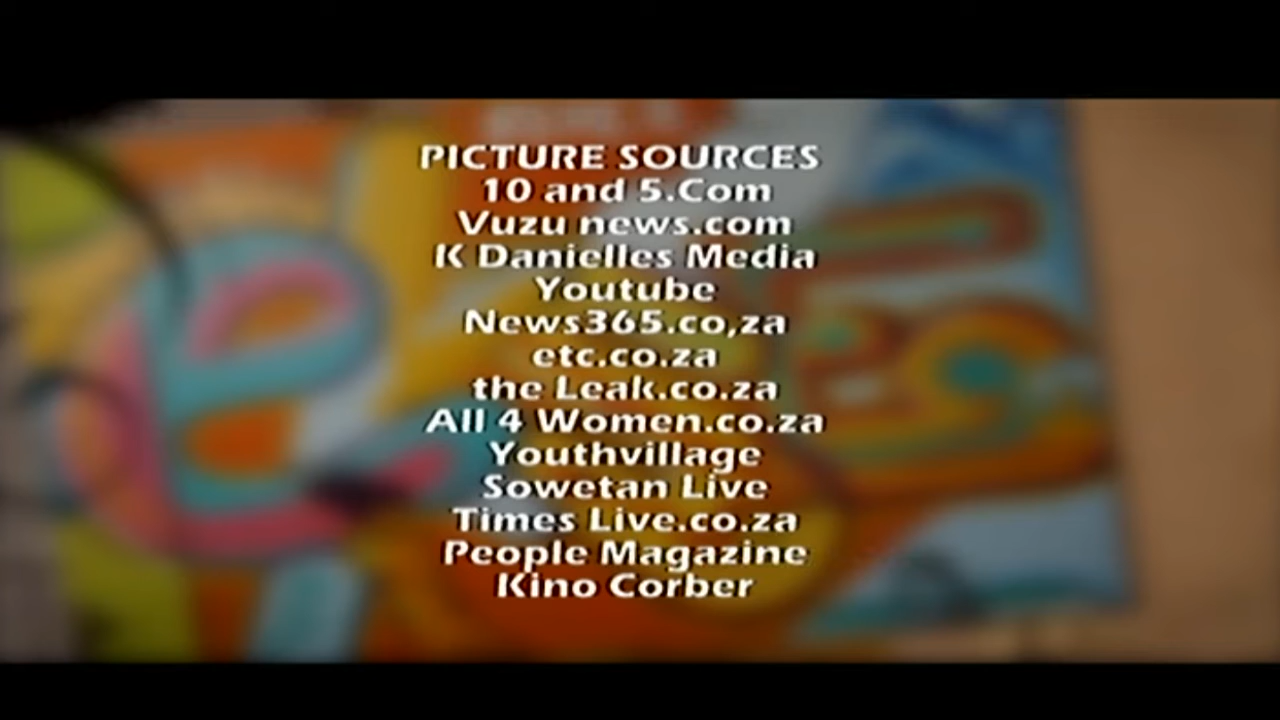 PICTURE SOURCES
10 and 5.Com
Vuzu news.com
K Danielles Media
Youtube
News365.co,za
etc.co.za
the Leak.co.za
All 4 Women.co.za
Youthvillage
Sowetan Live
Times Live.co.za
People Magazine
Kino Corber